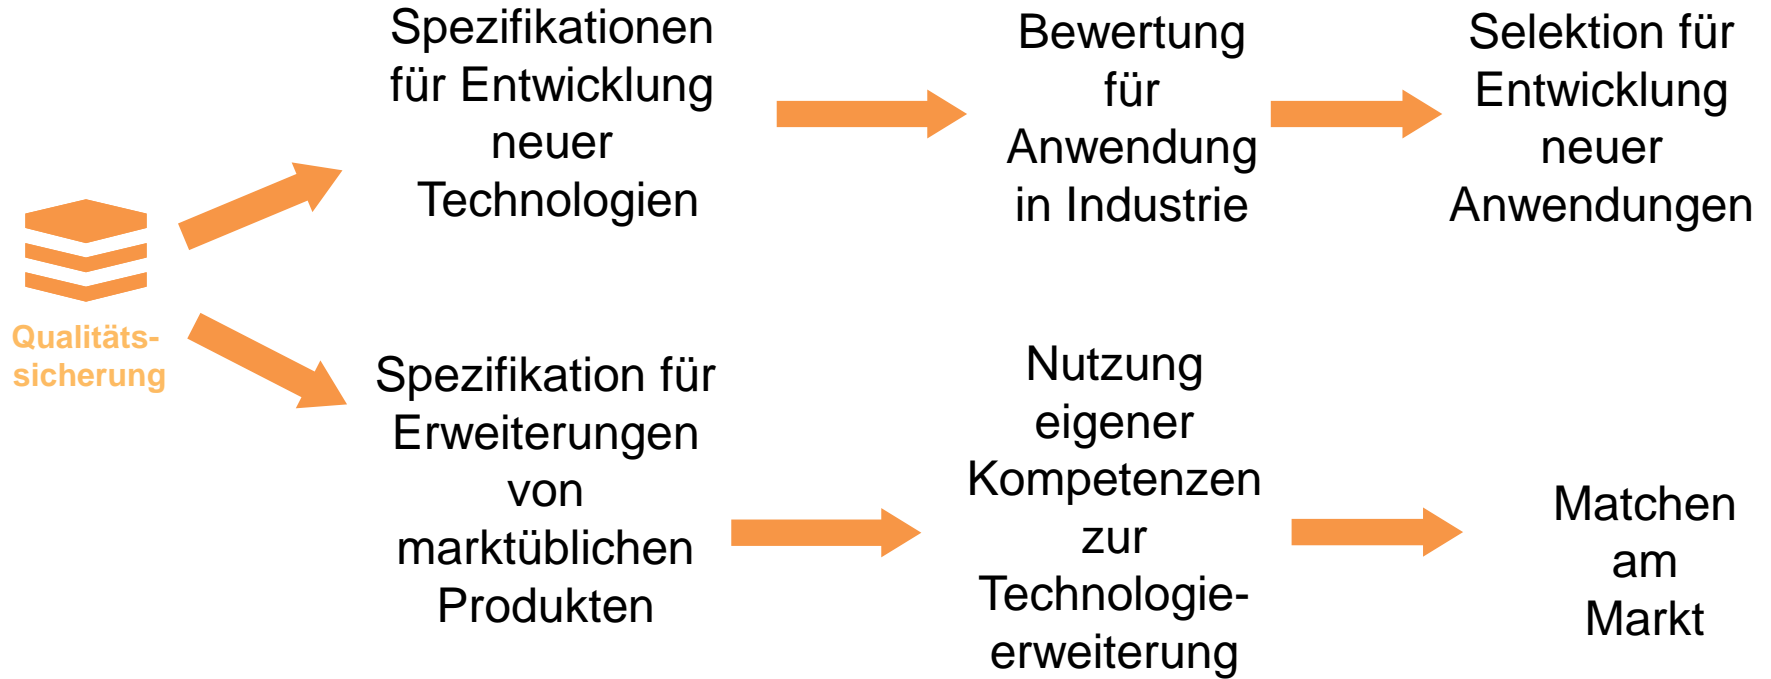 Qualitäts-
sicherung
Spezifikationen
für Entwicklung
neuer
Technologien
Bewertung
für
Anwendung
in Industrie
Selektion für
Entwicklung
neuer
Anwendungen
Spezifikation für
Erweiterungen
von
marktüblichen
Produkten
Nutzung
eigener
Kompetenzen
zur
Technologie-
erweiterung
Matchen
am
Markt